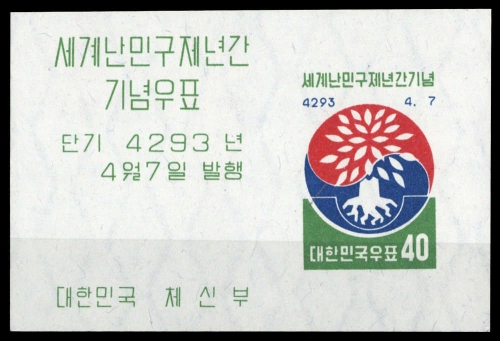 세계난민구제년간
기념우표
단기 4293 년
4월7일 발행
대한민국 체신부
세계난민구제년간기념
4293 4. 7
대한민국우표 40